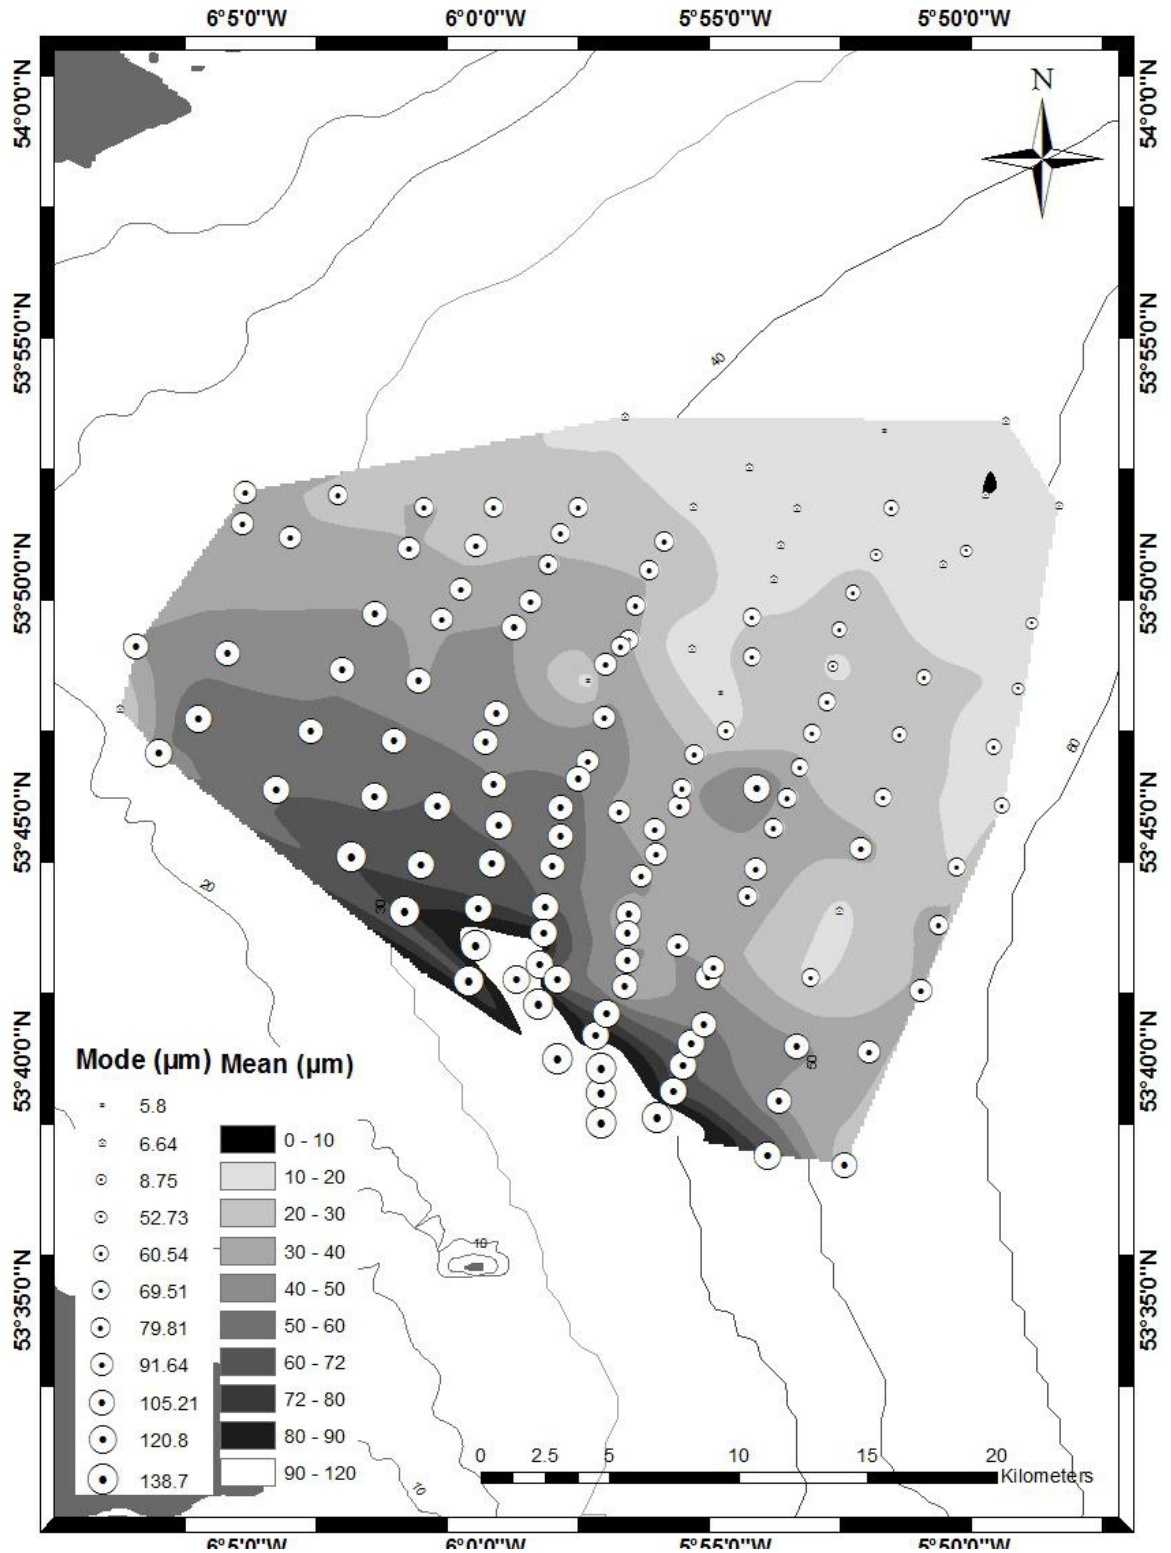 6°5'0"W 6°0'0"W 5°55'0"W 5°50'0"W
54°0'0"N 54°0'0"N
N
53°55'0"N 53°55'0"N
40
53°50'0"N 53°50'0"N
60
53°45'0"N 53°45'0"N
20
30
53°40'0"N 53°40'0"N
50
Mode (µm) Mean (µm)
5.8
6.64 0 - 10
8.75 10 - 20
52.73 20 - 30
60.54 30 - 40
69.51 40 - 50
79.81 50 - 60
91.64 60 - 72
105.21 72 - 80
120.8 80 - 90
138.7 90 - 120
10
53°35'0"N 53°35'0"N
0 2.5 5 10 15 20
Kilometers
10
6°5'0"W 6°0'0"W 5°55'0"W 5°50'0"W